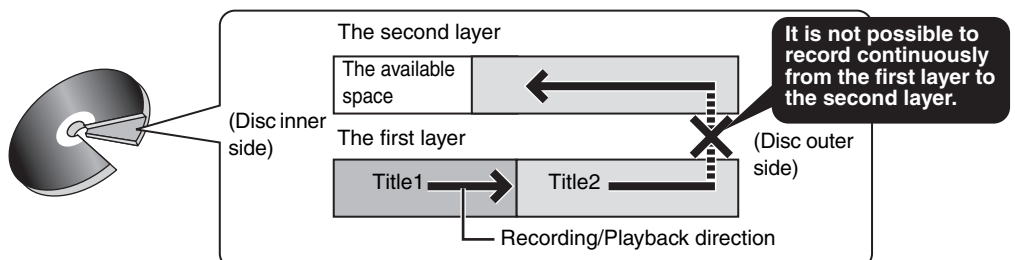 The second layer
The available
space
It is not possible to
record continuously
from the first layer to
the second layer.
(Disc inner
side)
The first layer
(Disc outer
side)
Title1
Title2
Recording/Playback direction